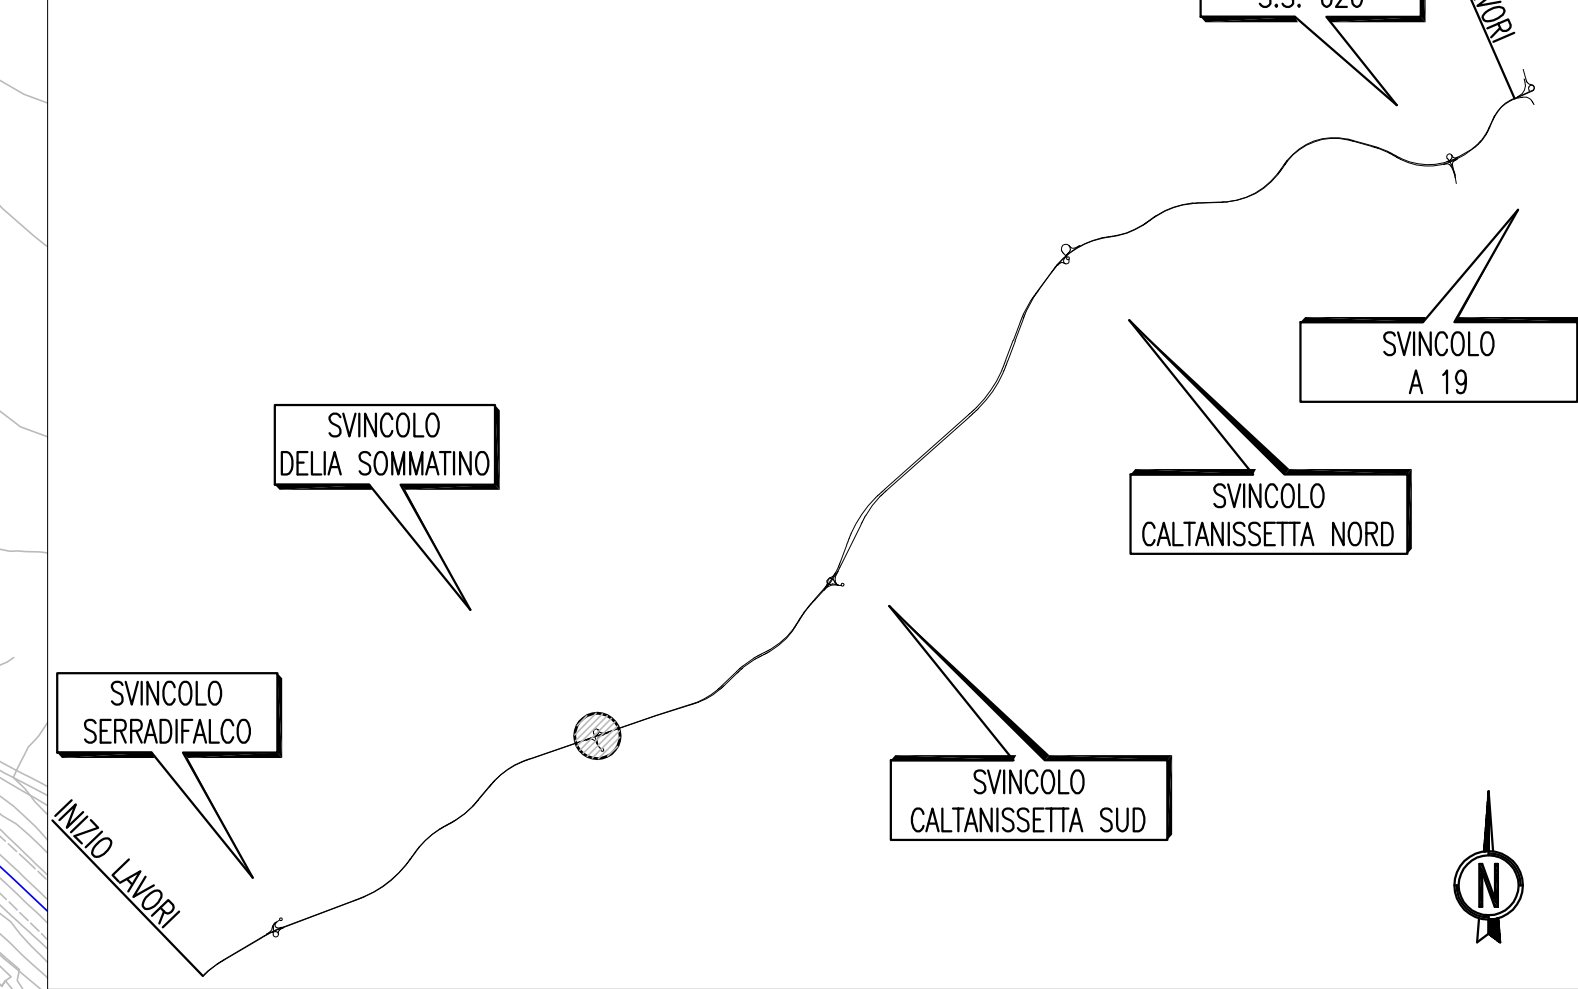 SVINCOLO
A 19
SVINCOLO
DELIA SOMMATINO
SVINCOLO
CALTANISSETTA NORD
SVINCOLO
SERRADIFALCO
SVINCOLO
CALTANISSETTA SUD
INIZIO LAVORI
N